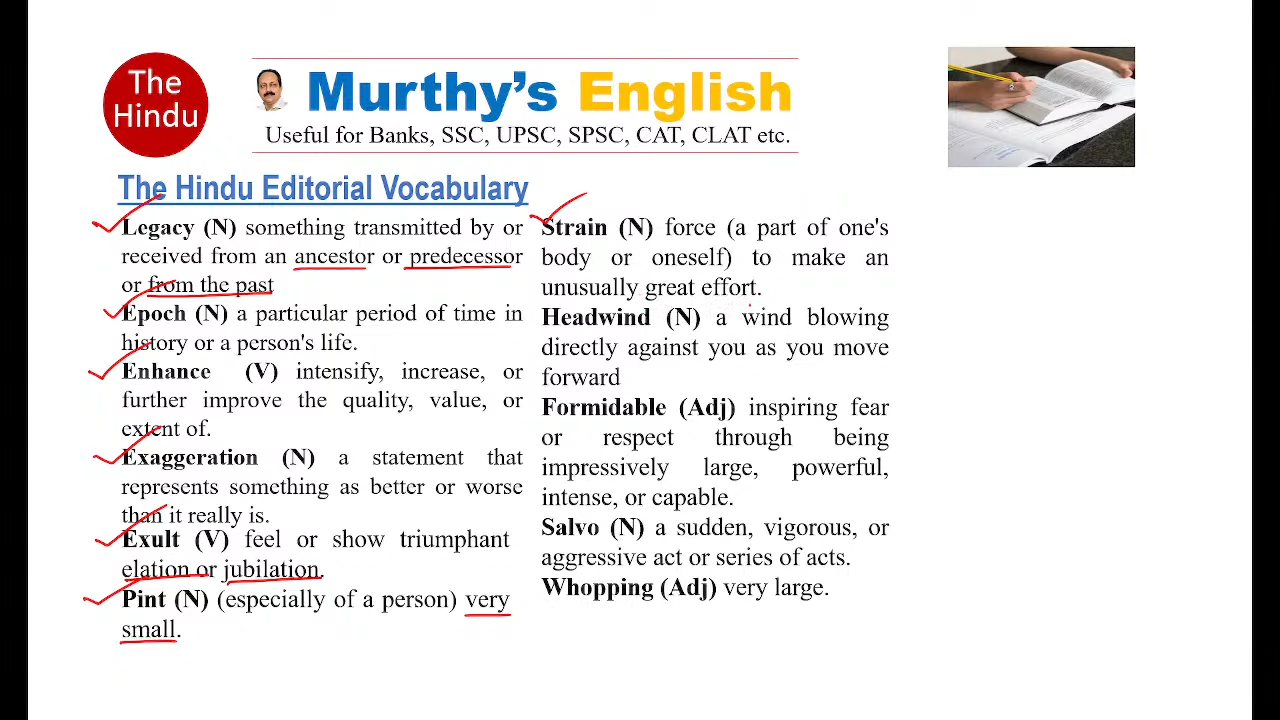 The
Hindu
Murthy's English
Useful for Banks, SSC, UPSC, SPSC, CAT, CLAT etc.
The Hindu Editorial Vocabulary
Legacy (N) something transmitted by or
received from an ancestor or predecessor
or from the past
Epoch (N) a particular period of time in
history or a person's life.
Enhance (V) intensify, increase, or
further improve the quality, value, or
extent of.
Exaggeration (N) a statement that
represents something as better or worse
than it really is.
Exult (V) feel or show triumphant
elation or jubilation.
Pint (N) (especially of a person) very
small.
Strain (N) force (a part of one's
body or oneself) to make an
unusually great effort.
Headwind (N) a wind blowing
directly against you as you move
forward
Formidable (Adj) inspiring fear
or respect through being
impressively large, powerful,
intense, or capable.
Salvo (N) a sudden, vigorous, or
aggressive act or series of acts.
Whopping (Adj) very large.